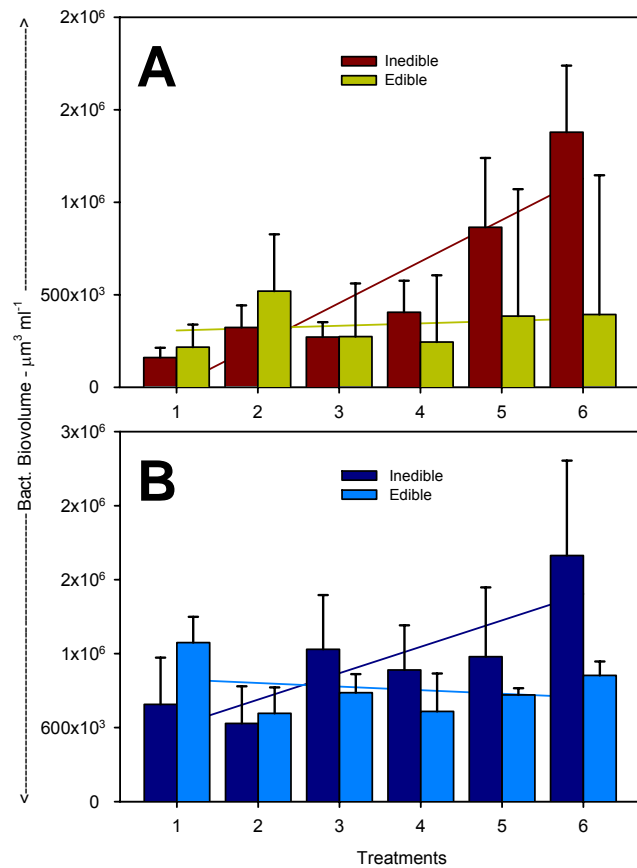 <--------------------Bact. Biovolume - μm³ ml⁻¹ -------------------->
A
Inedible
Edible
2x10⁶
2x10⁶
1x10⁶
500x10³
0
1 2 3 4 5 6
B
Inedible
Edible
3x10⁶
2x10⁶
2x10⁶
1x10⁶
600x10³
0
1 2 3 4 5 6
Treatments